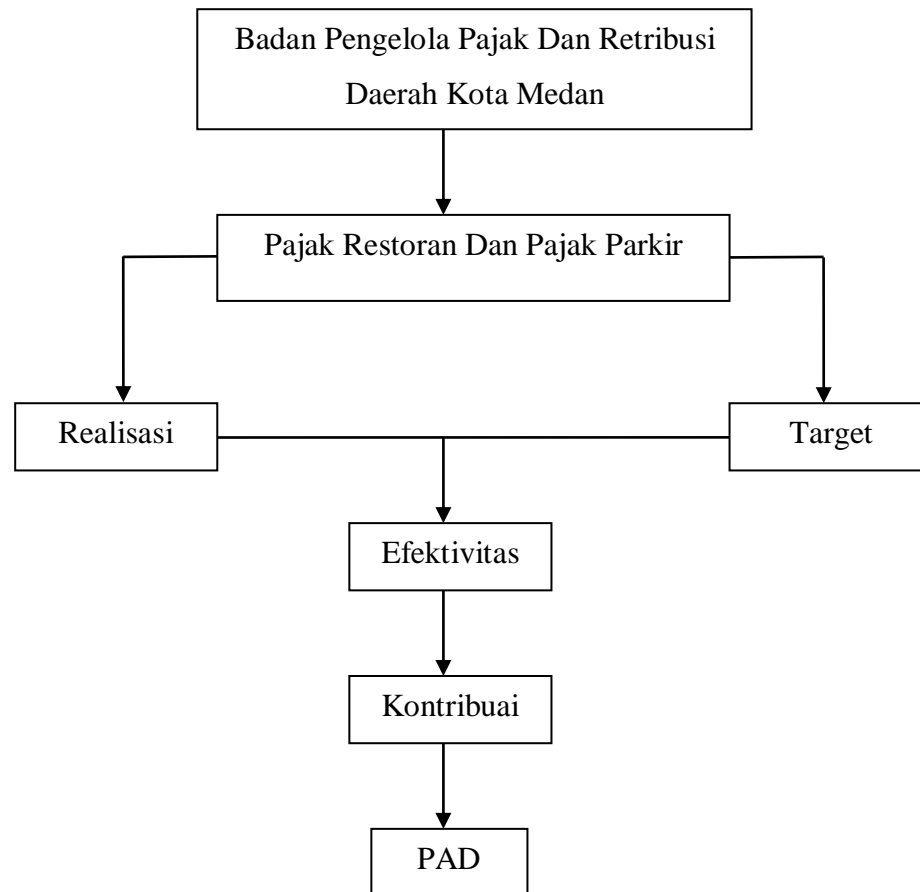 Badan Pengelola Pajak Dan Retribusi
Daerah Kota Medan
Pajak Restoran Dan Pajak Parkir
Realisasi
Target
Efektivitas
Kontribuai
PAD